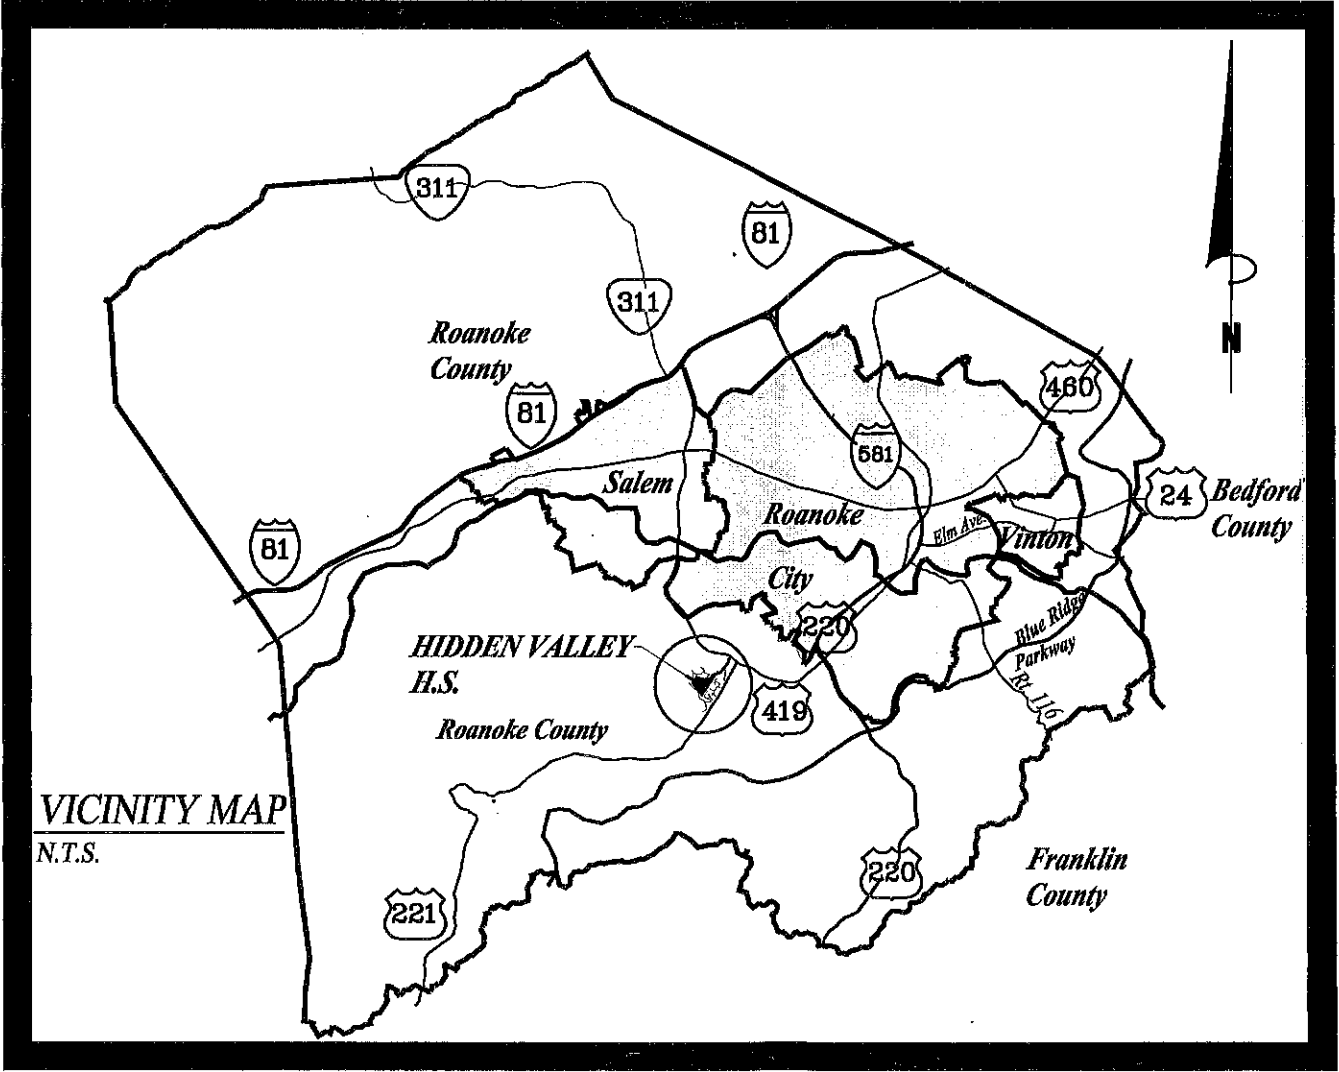 311
81
311
N
Roanoke
County
460
81
581
Salem
24
Bedford
County
Roanoke
Elm Ave.
Vinton
81
City
Blue Ridge
Parkway
220
HIDDEN VALLEY
H.S.
Rt. 116
419
Roanoke County
VICINITY MAP
N.T.S.
Franklin
County
220
221